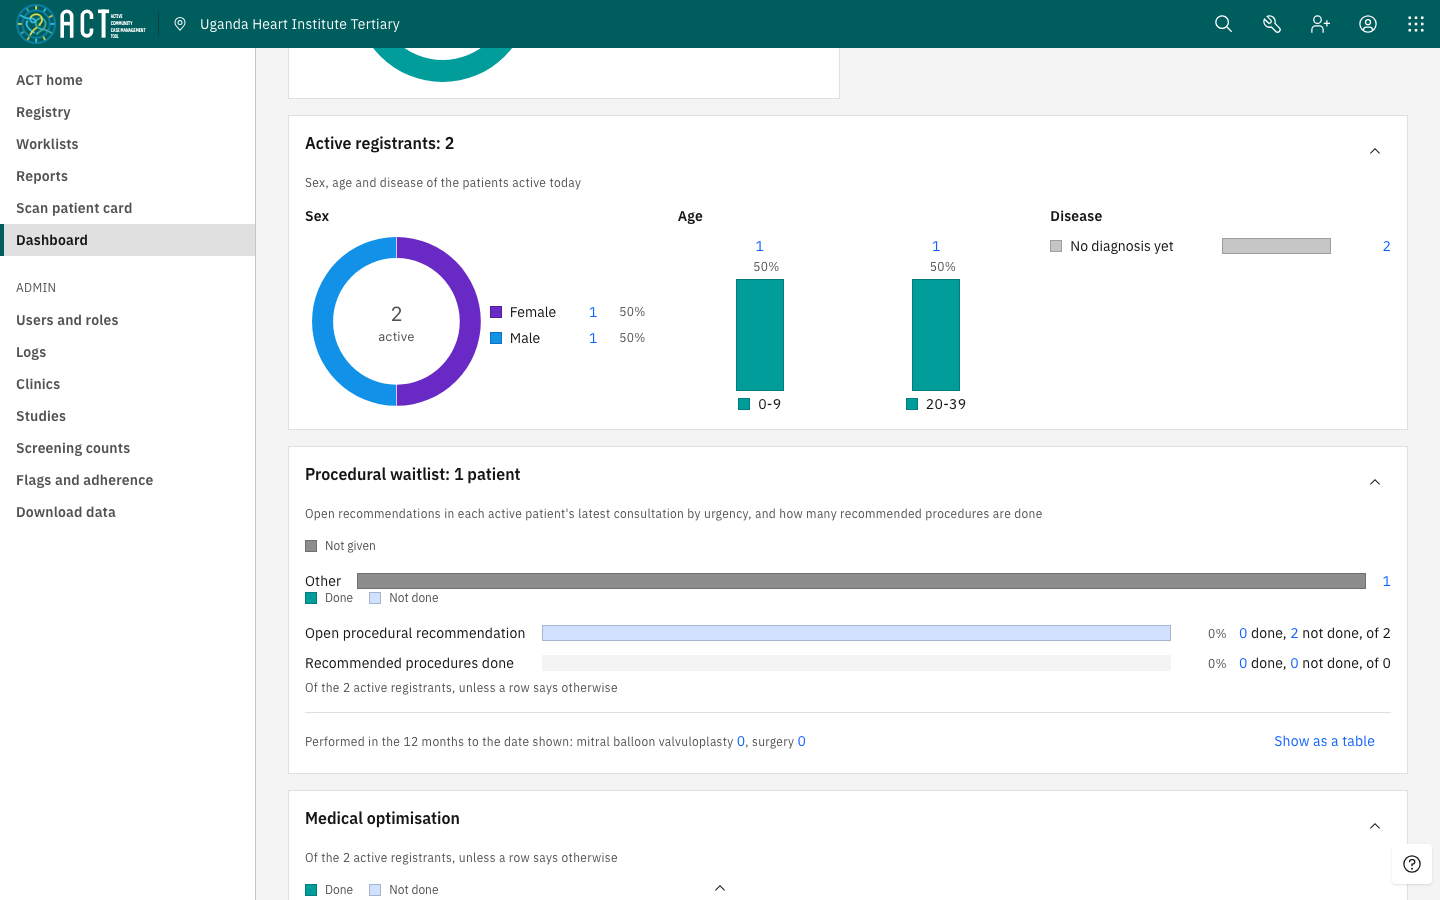 ACT ACTIVE COMMUNITY CASE MANAGEMENT TOOL
Uganda Heart Institute Tertiary
ACT home
Registry
Worklists
Reports
Scan patient card
Dashboard
ADMIN
Users and roles
Logs
Clinics
Studies
Screening counts
Flags and adherence
Download data
Active registrants: 2
Sex, age and disease of the patients active today
Sex
2
active
Female 1 50%
Male 1 50%
Age
1 1
50% 50%
0-9 20-39
Disease
No diagnosis yet 2
Procedural waitlist: 1 patient
Open recommendations in each active patient's latest consultation by urgency, and how many recommended procedures are done
Not given
Other 1
Done Not done
Open procedural recommendation 0% 0 done, 2 not done, of 2
Recommended procedures done 0% 0 done, 0 not done, of 0
Of the 2 active registrants, unless a row says otherwise
Performed in the 12 months to the date shown: mitral balloon valvuloplasty 0, surgery 0 Show as a table
Medical optimisation
Of the 2 active registrants, unless a row says otherwise
Done Not done